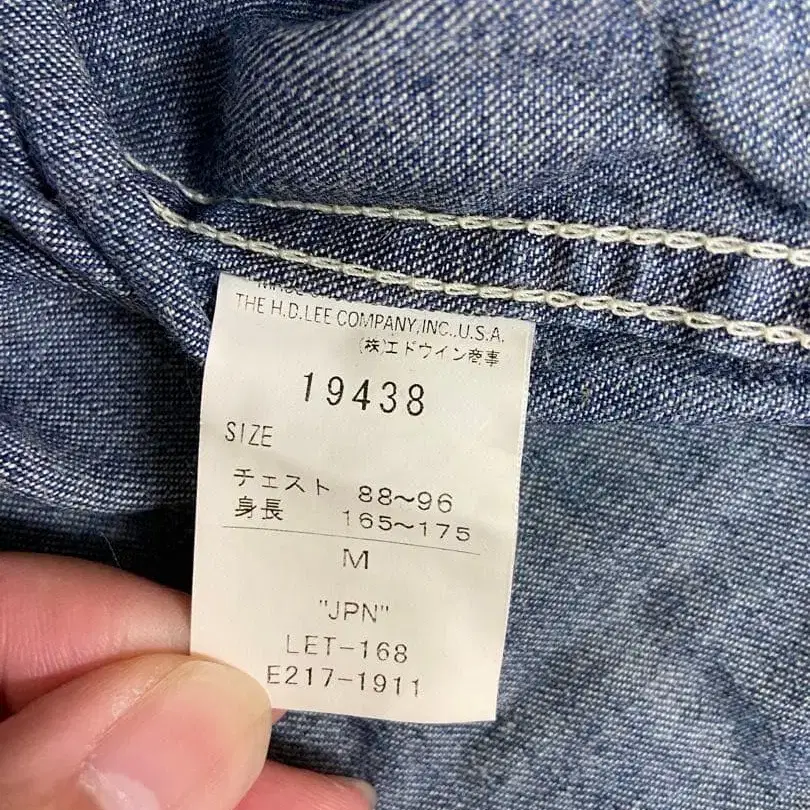 THE H.D.LEE COMPANY,INC.,U.S.A.
(株)エドウイン商事
19438
SIZE
チェスト 88~96
身長 165~175
M
"JPN"
LET-168
E217-1911